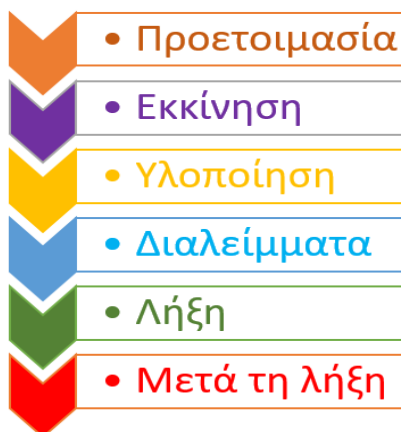 • Προετοιμασία
• Εκκίνηση
• Υλοποίηση
• Διαλείμματα
• Λήξη
• Μετά τη λήξη